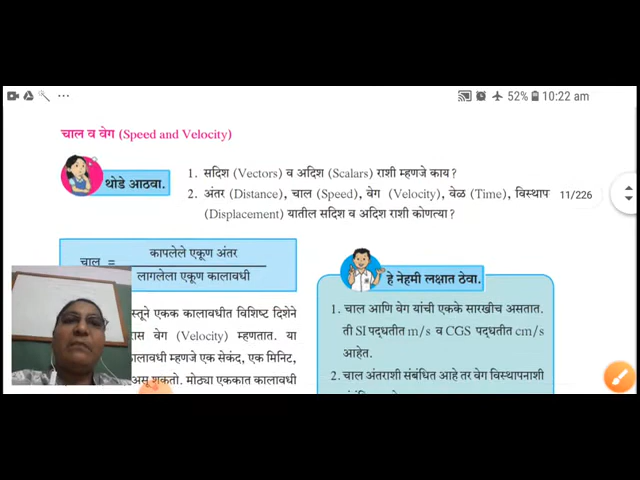 52% 10:22 am
चाल व वेग (Speed and Velocity)
थोडे आठवा.
1. सदिश (Vectors) व अदिश (Scalars) राशी म्हणजे काय?
2. अंतर (Distance), चाल (Speed), वेग (Velocity), वेळ (Time), विस्थाप
(Displacement) यातील सदिश व अदिश राशी कोणत्या?
11/226
चाल = कापलेले एकूण अंतर
लागलेला एकूण कालावधी
स्तूने एकक कालावधीत विशिष्ट दिशेने
रास वेग (Velocity) म्हणतात. या
कालावधी म्हणजे एक सेकंद, एक मिनिट,
असू शकतो. मोठ्या एककात कालावधी
हे नेहमी लक्षात ठेवा.
1. चाल आणि वेग यांची एकके सारखीच असतात.
ती SI पद्धतीत m/s व CGS पद्धतीत cm/s
आहेत.
2. चाल अंतराशी संबंधित आहे तर वेग विस्थापनाशी